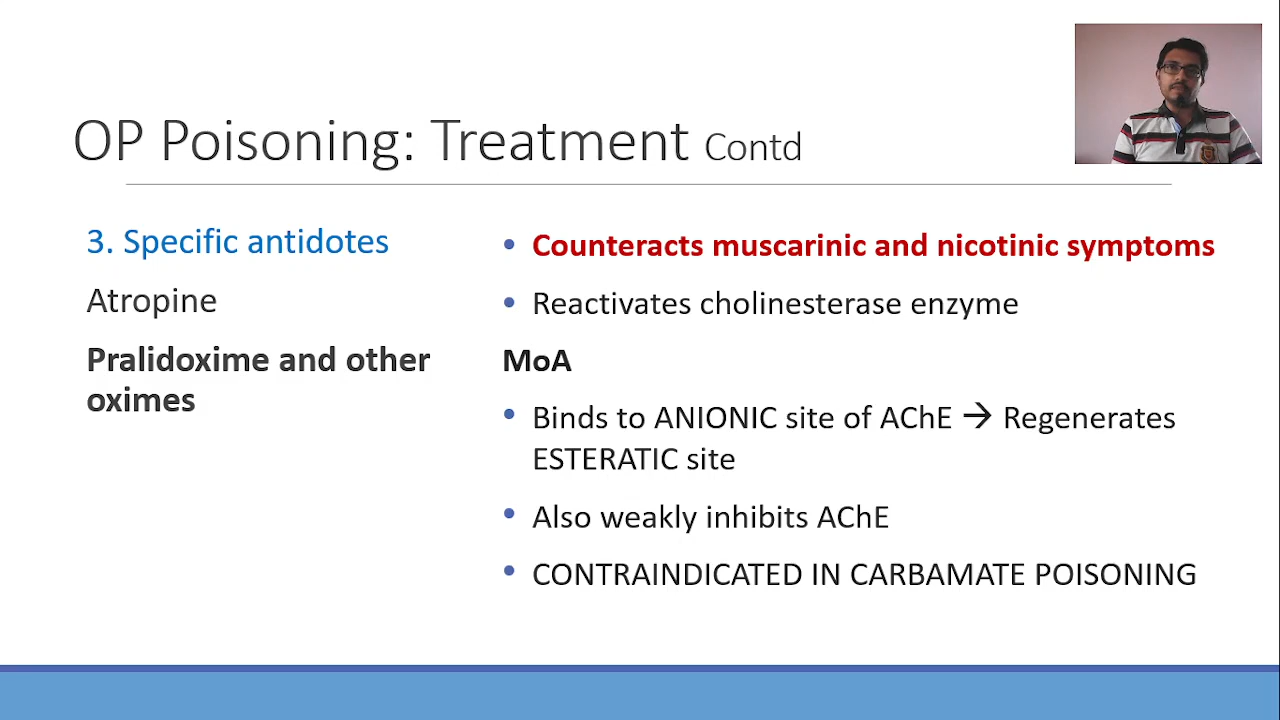 OP Poisoning: Treatment Contd
3. Specific antidotes
Atropine
Pralidoxime and other
oximes
• Counteracts muscarinic and nicotinic symptoms
• Reactivates cholinesterase enzyme
MoA
• Binds to ANIONIC site of AChE → Regenerates
ESTERATIC site
• Also weakly inhibits AChE
• CONTRAINDICATED IN CARBAMATE POISONING